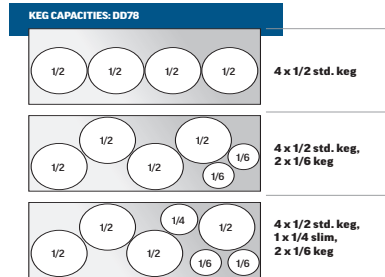 KEG CAPACITIES: DD78
1/2 1/2 1/2 1/2
4 x 1/2 std. keg
1/2 1/2
1/2 1/2 1/6 1/6
4 x 1/2 std. keg,
2 x 1/6 keg
1/2 1/4 1/2
1/2 1/2 1/6 1/6
4 x 1/2 std. keg,
1 x 1/4 slim,
2 x 1/6 keg